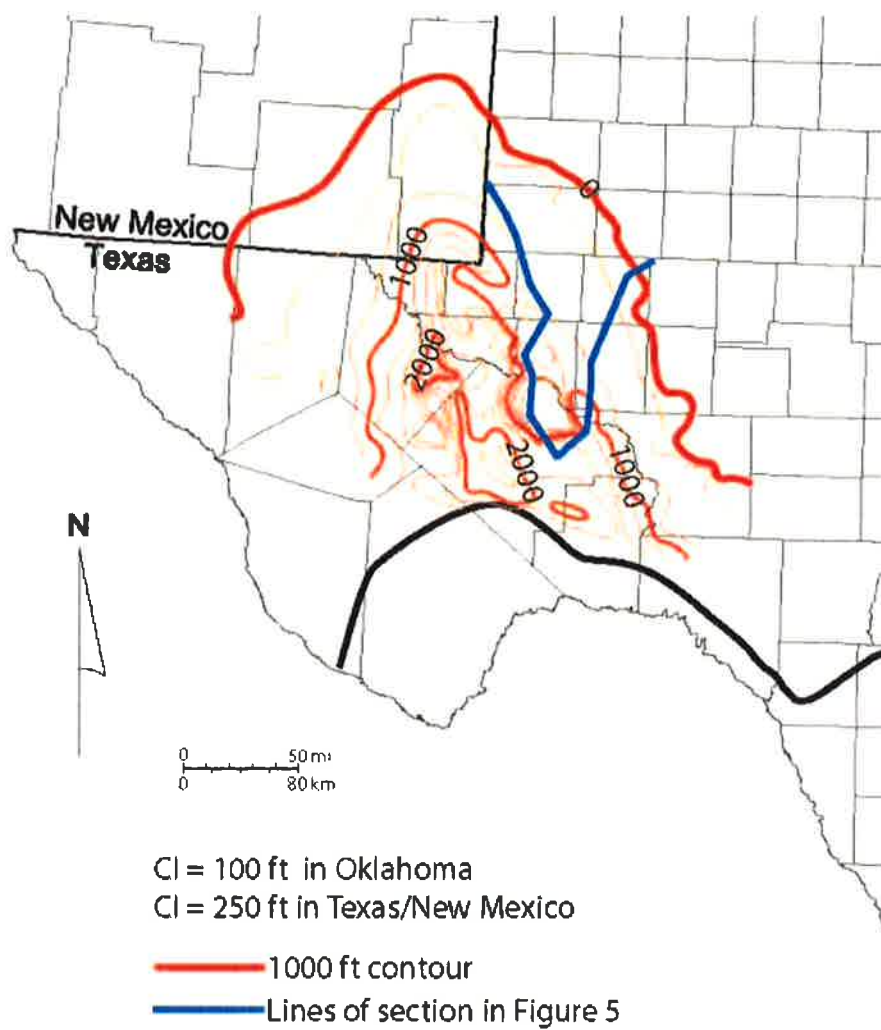 0
New Mexico
Texas
1000
2000
2000
1000
N
0 50 mi
0 80 km
CI = 100 ft in Oklahoma
CI = 250 ft in Texas/New Mexico
1000 ft contour
Lines of section in Figure 5